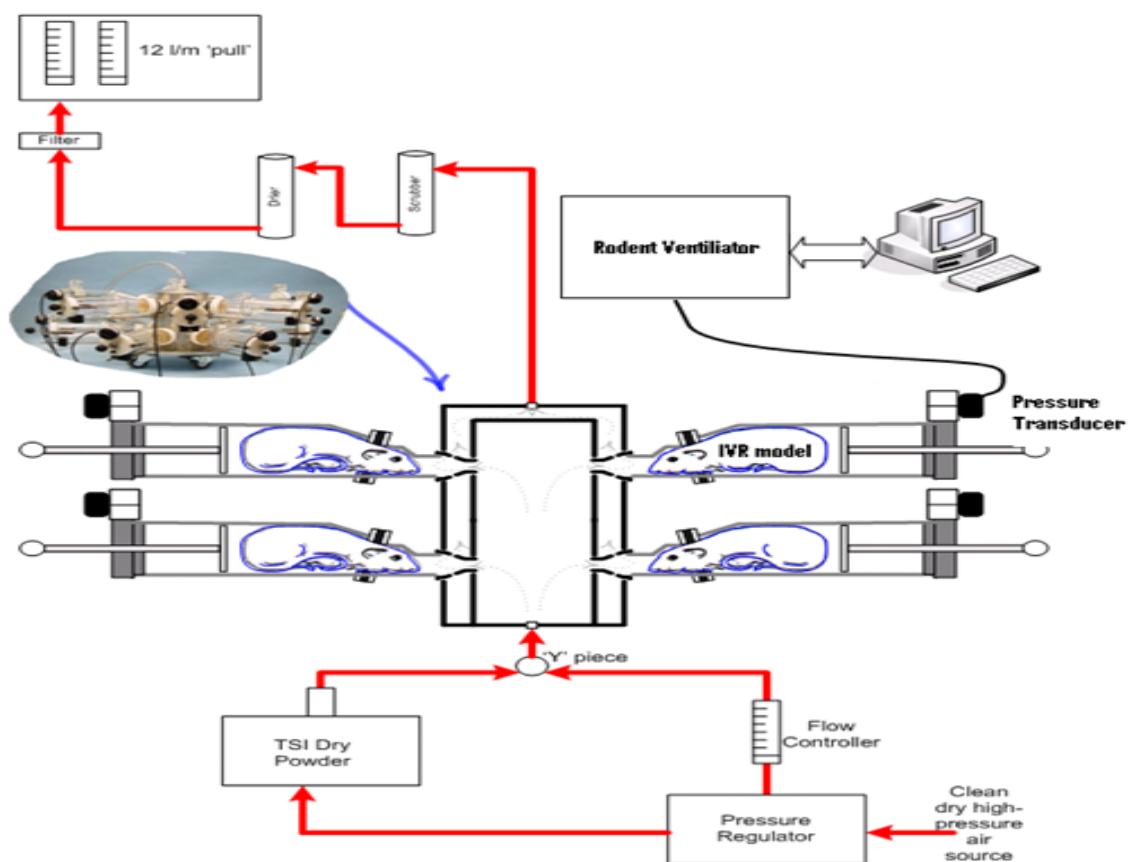 12 l/m 'pull'
Filter
Drier
Scrubber
Rodent Ventiliator
Pressure
Transducer
IVR model
'Y' piece
TSI Dry
Powder
Flow
Controller
Pressure
Regulator
Clean
dry high-
pressure
air
source